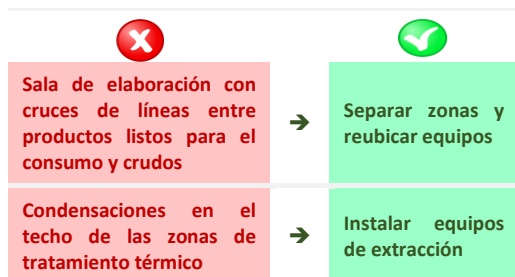 Sala de elaboración con
cruces de líneas entre
productos listos para el
consumo y crudos
Separar zonas y
reubicar equipos
Condensaciones en el
techo de las zonas de
tratamiento térmico
Instalar equipos
de extracción